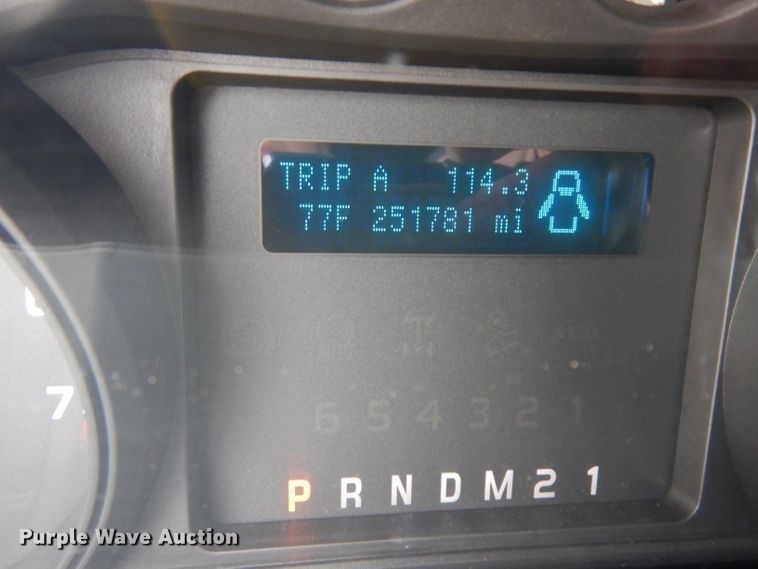 TRIP A 114.3
77F 251781 mi
7
6 5 4 3 2 1
P R N D M 2 1
Purple Wave Auction